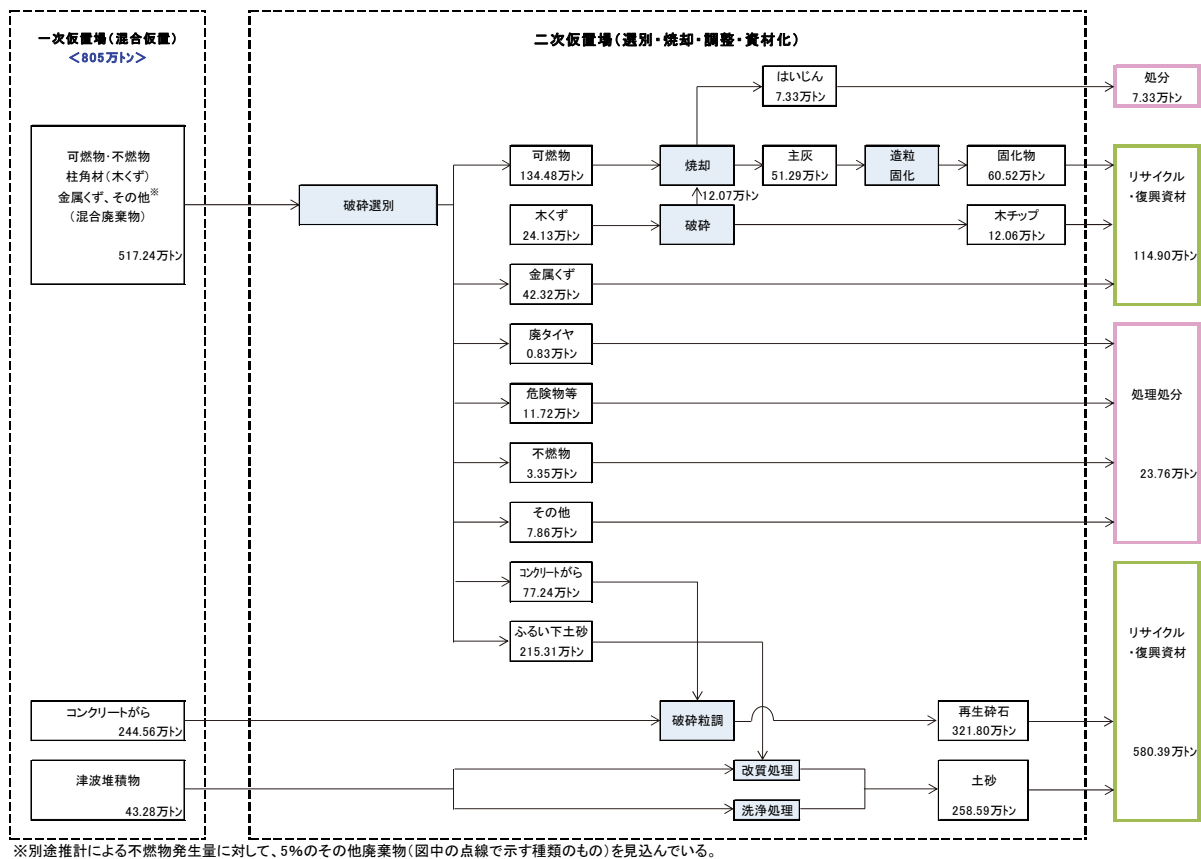 一次仮置場(混合仮置)
<805万トン>
可燃物・不燃物
柱角材(木くず)
金属くず、その他※
(混合廃棄物)
517.24万トン
コンクリートがら
244.56万トン
津波堆積物
43.28万トン
二次仮置場(選別・焼却・調整・資材化)
破砕選別
はいじん
7.33万トン
可燃物
134.48万トン
焼却
主灰
51.29万トン
造粒
固化
固化物
60.52万トン
12.07万トン
木くず
24.13万トン
破砕
木チップ
12.06万トン
金属くず
42.32万トン
廃タイヤ
0.83万トン
危険物等
11.72万トン
不燃物
3.35万トン
その他
7.86万トン
コンクリートがら
77.24万トン
ふるい下土砂
215.31万トン
破砕粒調
再生砕石
321.80万トン
改質処理
洗浄処理
土砂
258.59万トン
処分
7.33万トン
リサイクル
・復興資材
114.90万トン
処理処分
23.76万トン
リサイクル
・復興資材
580.39万トン
※別途推計による不燃物発生量に対して、5%のその他廃棄物(図中の点線で示す種類のもの)を見込んでいる。